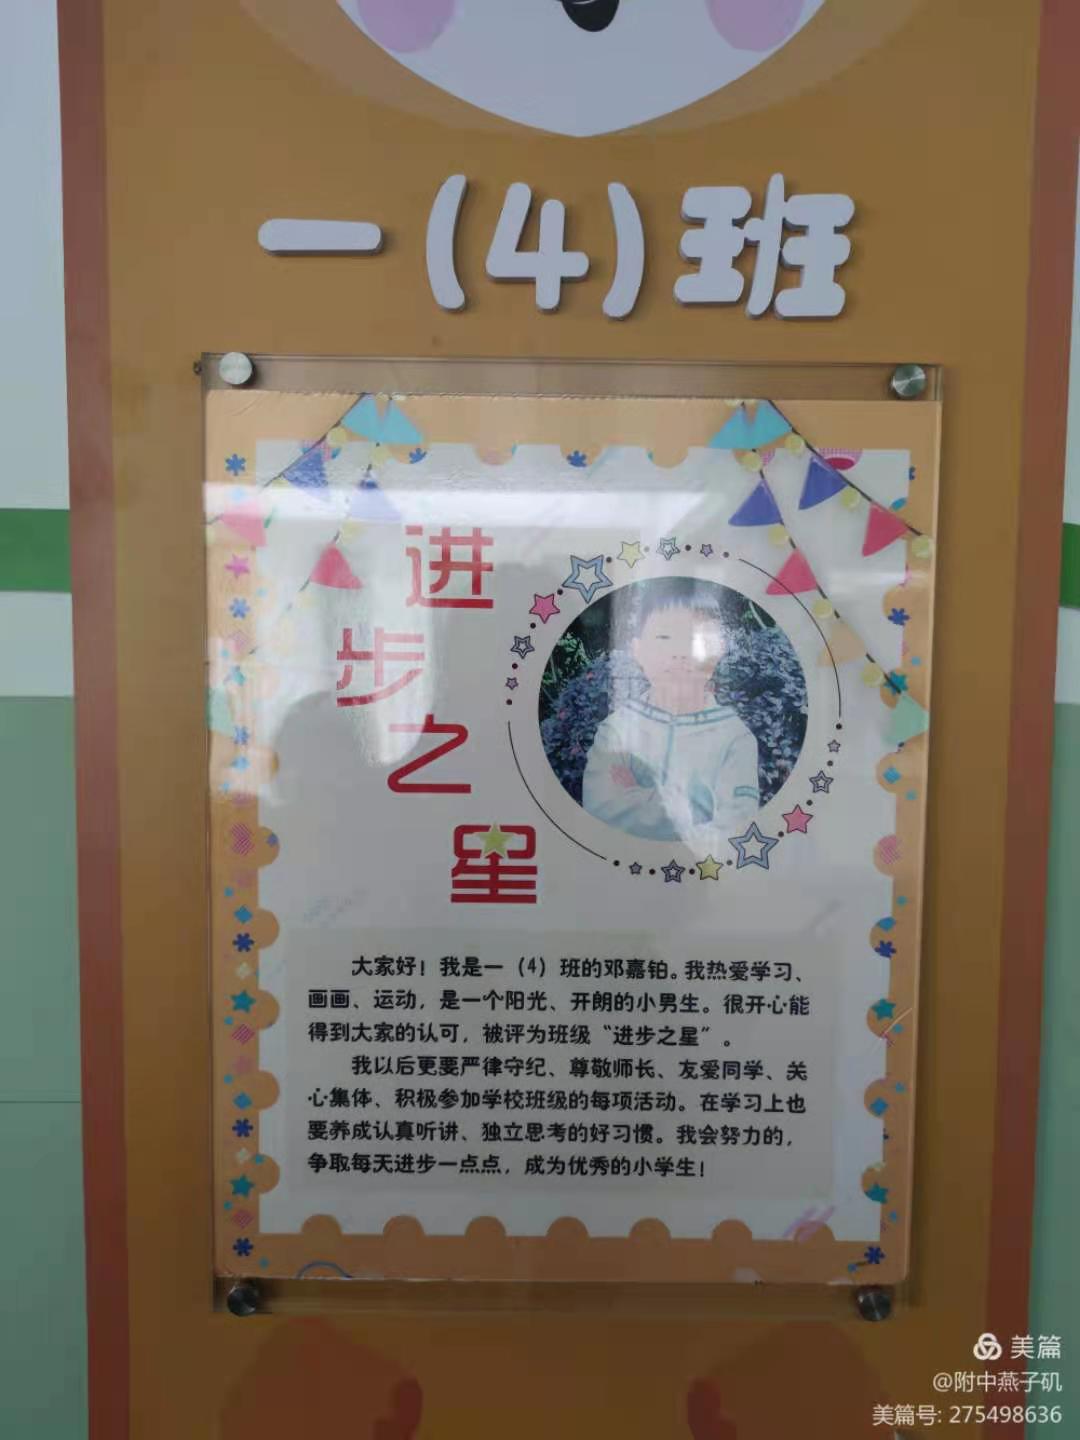 一(4)班
进
步
之
星
大家好！我是一（4）班的邓嘉铂。我热爱学习、
画画、运动，是一个阳光、开朗的小男生。很开心能
得到大家的认可，被评为班级“进步之星”。
我以后更要严律守纪、尊敬师长、友爱同学、关
心集体、积极参加学校班级的每项活动。在学习上也
要养成认真听讲、独立思考的好习惯。我会努力的，
争取每天进步一点点，成为优秀的小学生！
美篇
@附中燕子矶
美篇号: 275498636